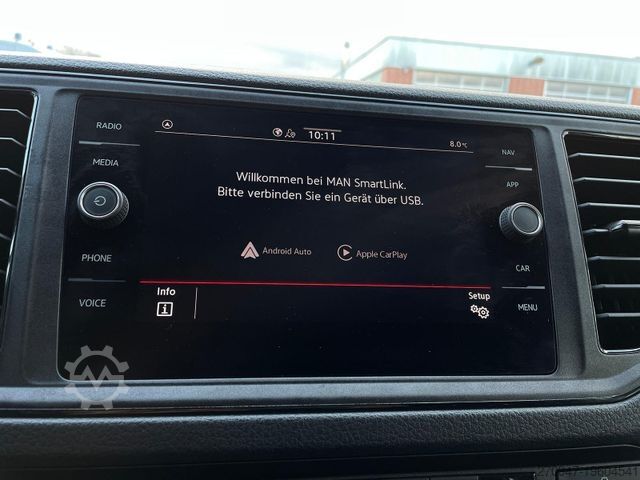 RADIO
MEDIA
PHONE
VOICE
10:11
8.0°C
NAV
APP
CAR
MENU
Willkommen bei MAN SmartLink.
Bitte verbinden Sie ein Gerät über USB.
Android Auto
Apple CarPlay
Info
Setup